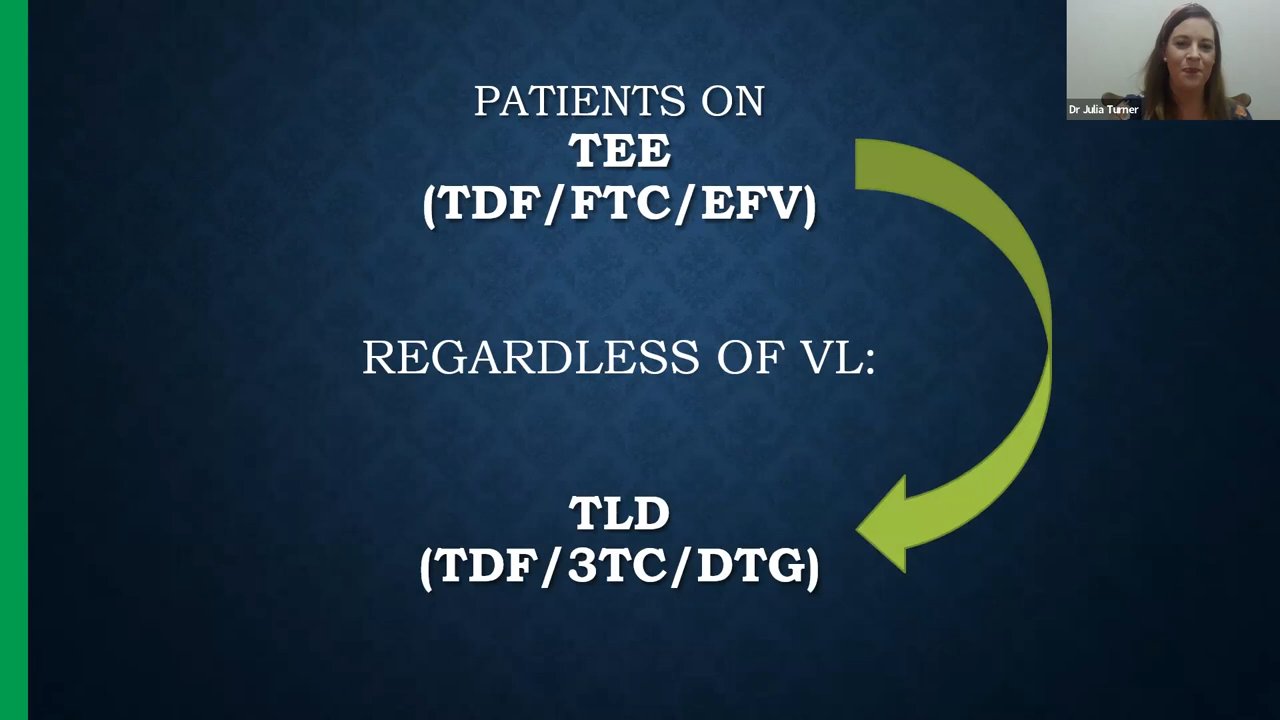 PATIENTS ON
TEE
(TDF/FTC/EFV)
REGARDLESS OF VL:
TLD
(TDF/3TC/DTG)
Dr Julia Turner